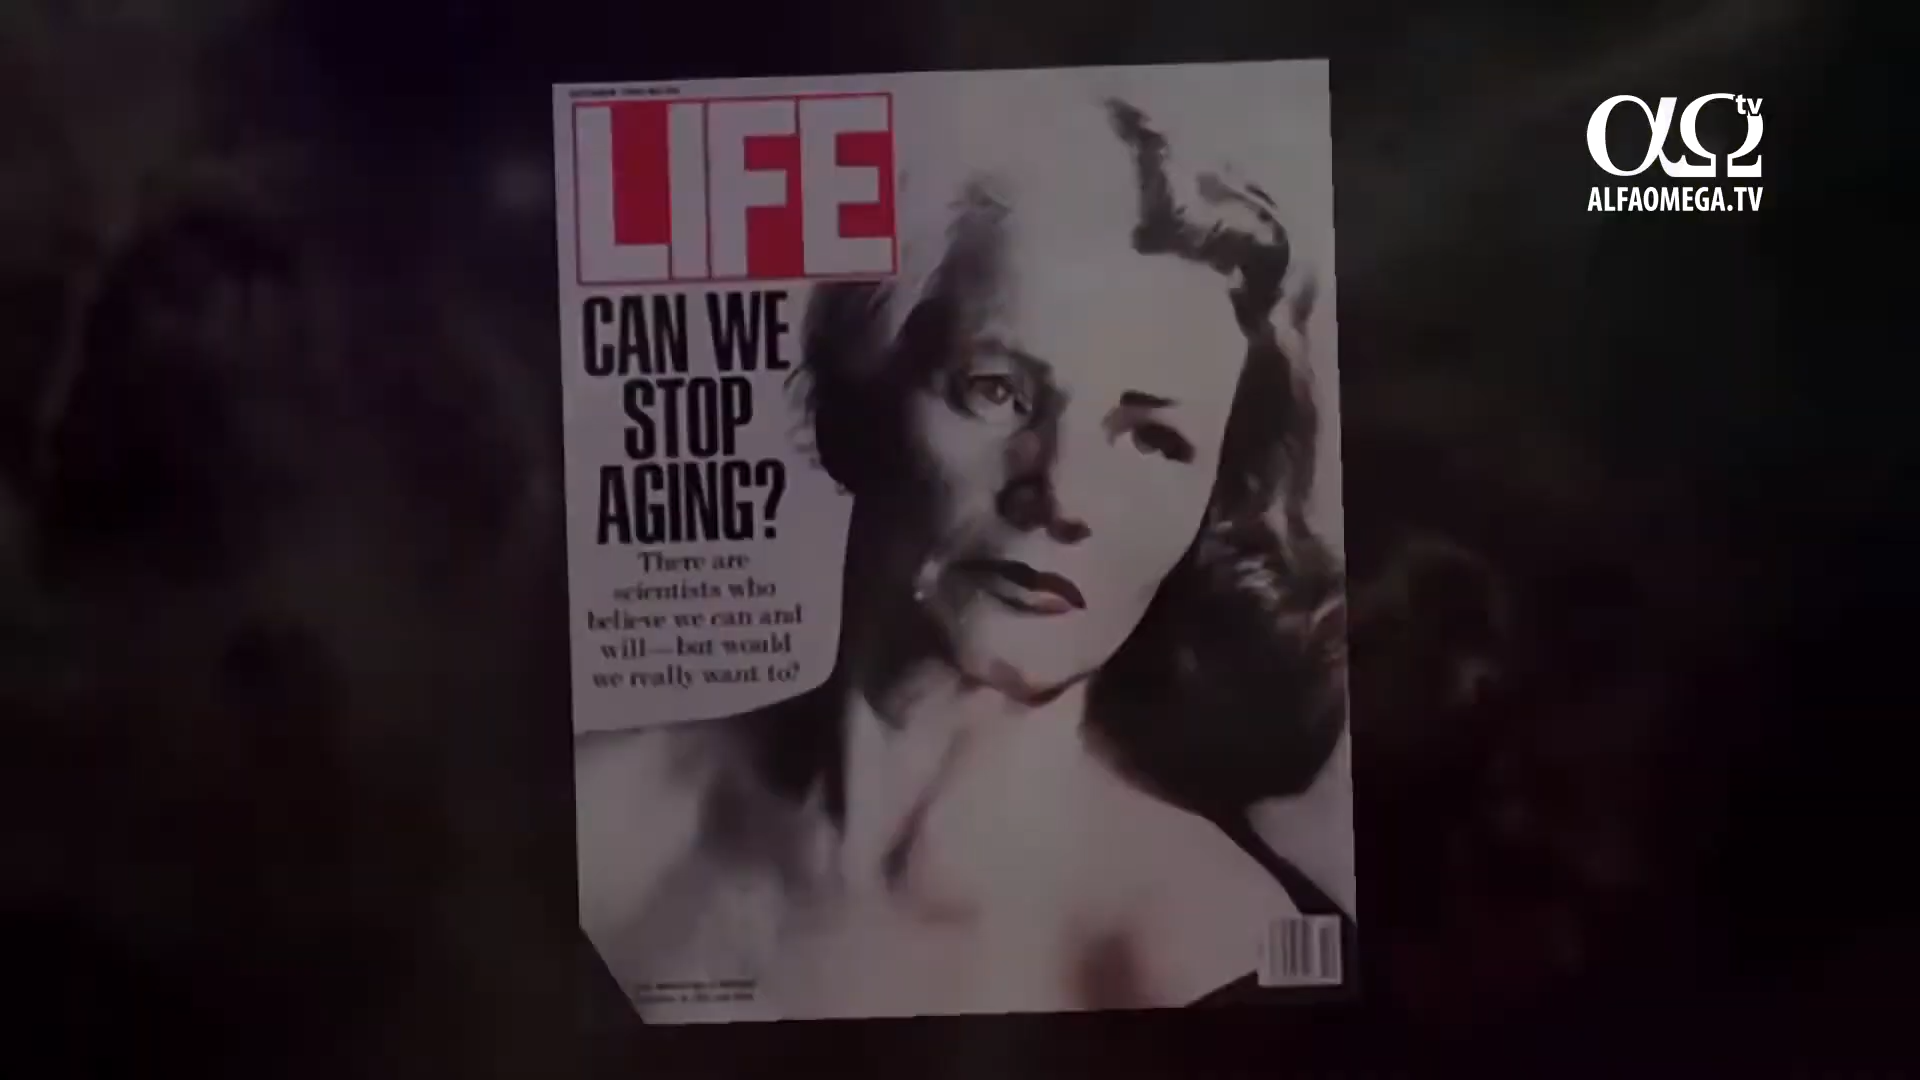 LIFE
CAN WE
STOP
AGING?
There are
scientists who
believe we can and
will—but would
we really want to?
αΩ tv
ALFAOMEGA.TV